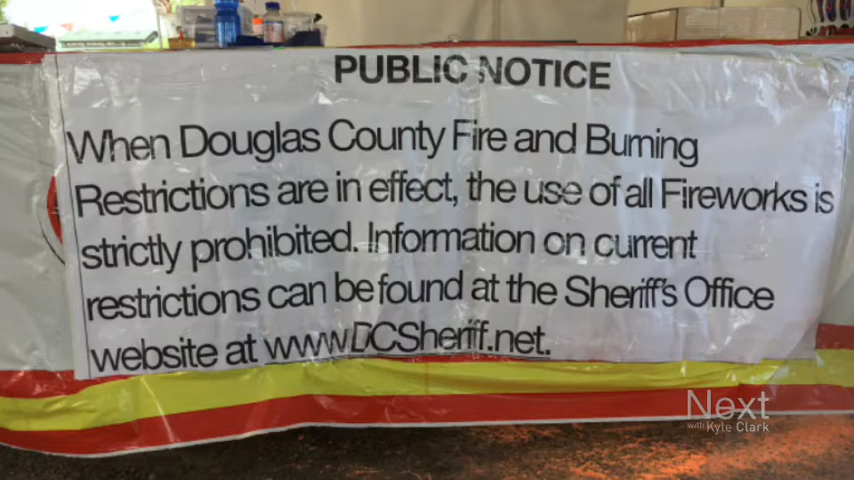 PUBLIC NOTICE
When Douglas County Fire and Burning
Restrictions are in effect, the use of all Fireworks is
strictly prohibited. Information on current
restrictions can be found at the Sheriff's Office
website at www.DCSheriff.net.
Next
with Kyle Clark